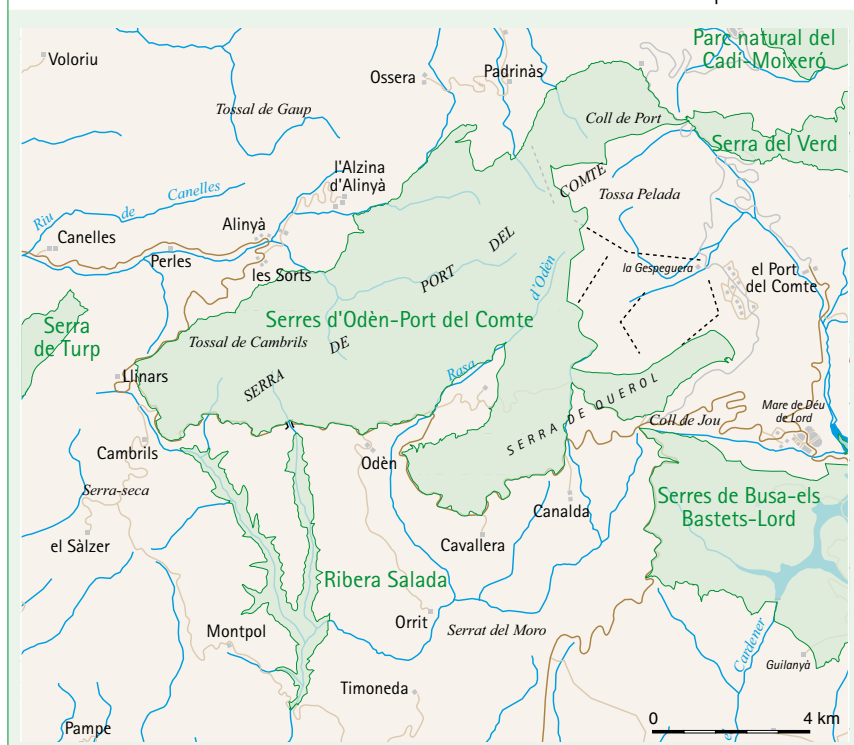 Parc natural del
Cadí-Moixeró
Voloriu
Ossera
Padrinàs
Tossal de Gaup
Coll de Port
Serra del Verd
l'Alzina
d'Alinyà
COMTE
Tossa Pelada
Riu de Canelles
Canelles
Alinyà
DEL
Perles
les Sorts
PORT
d'Odèn
la Gespeguera
el Port
del Comte
Serra
de Turp
Serres d'Odèn-Port del Comte
Tossal de Cambrils
DE
Rasa
Llinars
SERRA
SERRA DE QUEROL
Mare de Déu
de Lord
Coll de Jou
Cambrils
Odèn
Serra-seca
Canalda
Serres de Busa-els
Bastets-Lord
el Sàlzer
Cavallera
Ribera Salada
Orrit
Montpol
Serrat del Moro
Cardener
Guilanyà
Timoneda
Pampe
0 4 km